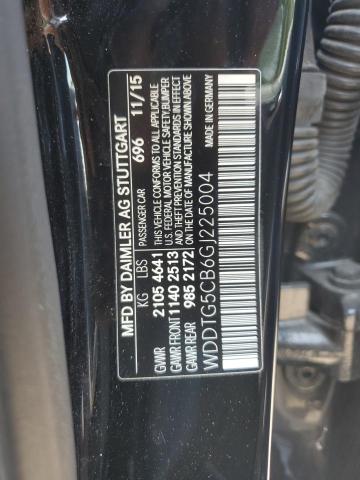 MFD BY DAIMLER AG STUTTGART
PASSENGER CAR 696 11/15
KG LBS
GVWR 2105 4641
GAWR FRONT 1140 2513
GAWR REAR 985 2172
THIS VEHICLE CONFORMS TO ALL APPLICABLE
U.S. FEDERAL MOTOR VEHICLE SAFETY, BUMPER
AND THEFT PREVENTION STANDARDS IN EFFECT
ON THE DATE OF MANUFACTURE SHOWN ABOVE.
WDDTG5CB6GJ225004
MADE IN GERMANY